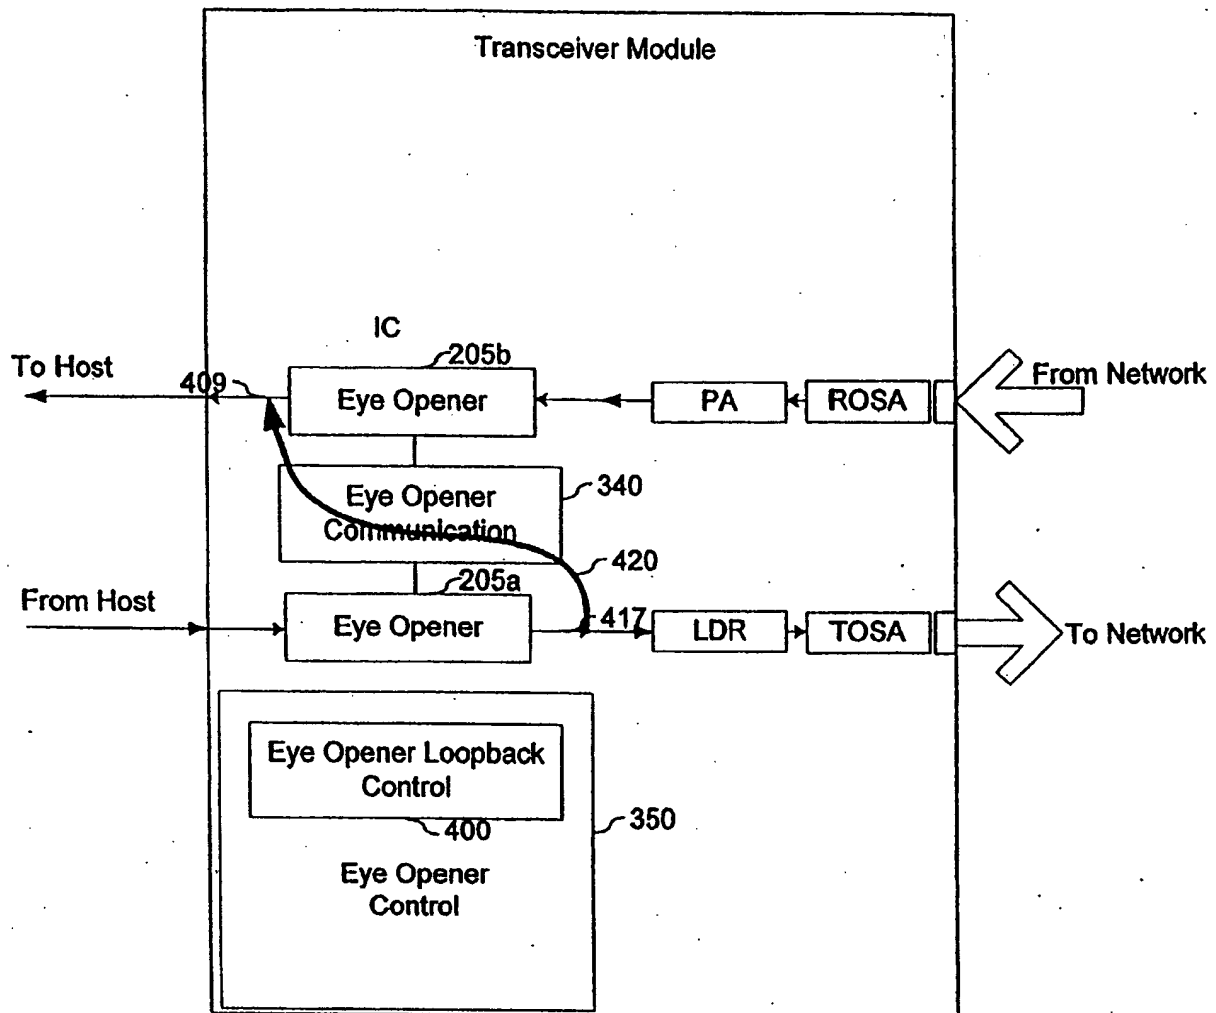 Transceiver Module
IC
205b
To Host
409
Eye Opener
PA
ROSA
From Network
Eye Opener
Communication
340
420
205a
From Host
417
Eye Opener
LDR
TOSA
To Network
Eye Opener Loopback
Control
400
350
Eye Opener
Control